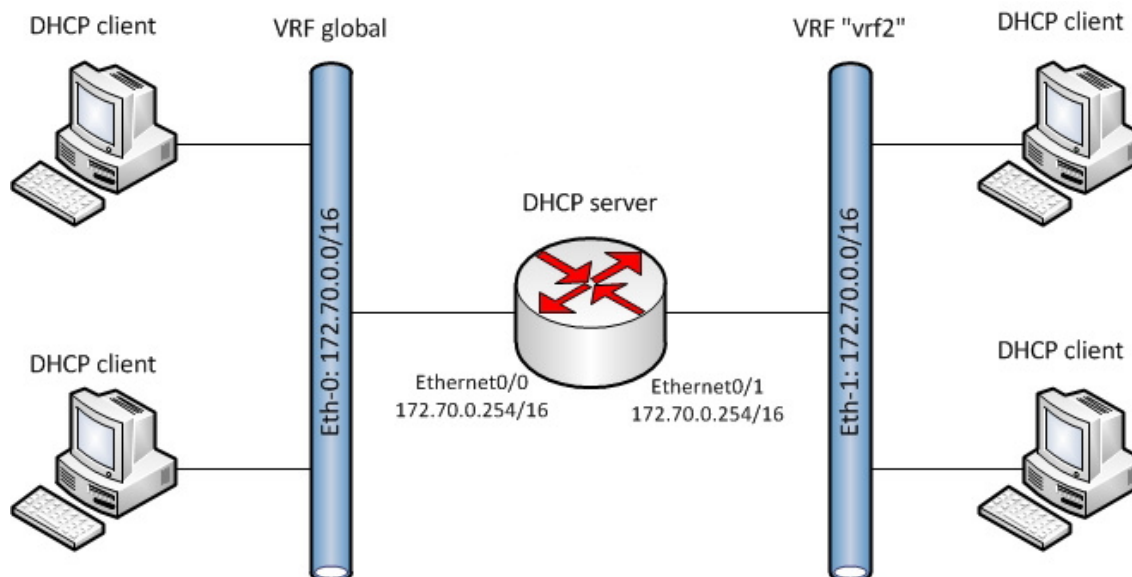 DHCP client
VRF global
VRF "vrf2"
DHCP client
DHCP server
Eth-0: 172.70.0.0/16
Eth-1: 172.70.0.0/16
DHCP client
Ethernet0/0
172.70.0.254/16
Ethernet0/1
172.70.0.254/16
DHCP client